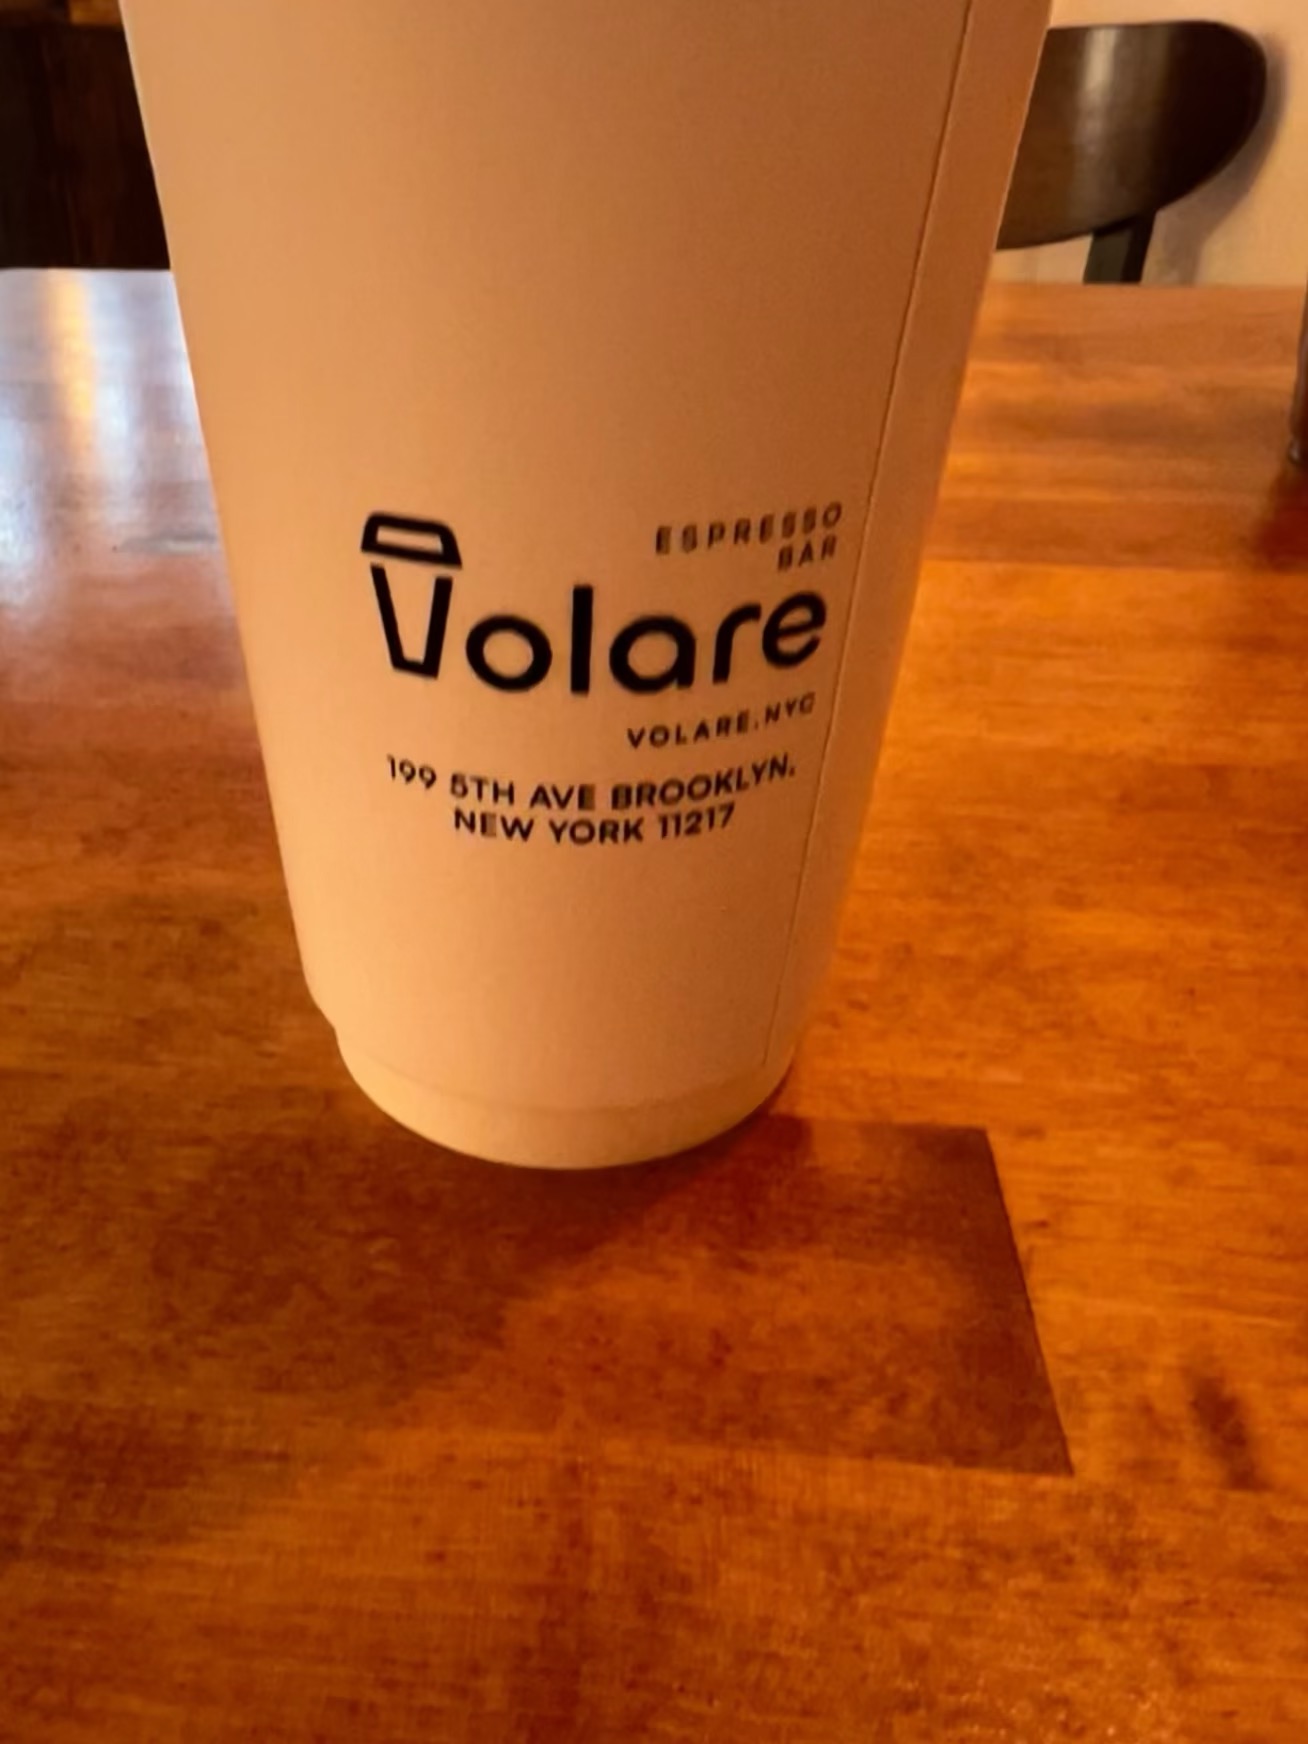 ESPRESSO
BAR
Volare
VOLARE.NYC
199 5TH AVE BROOKLYN.
NEW YORK 11217